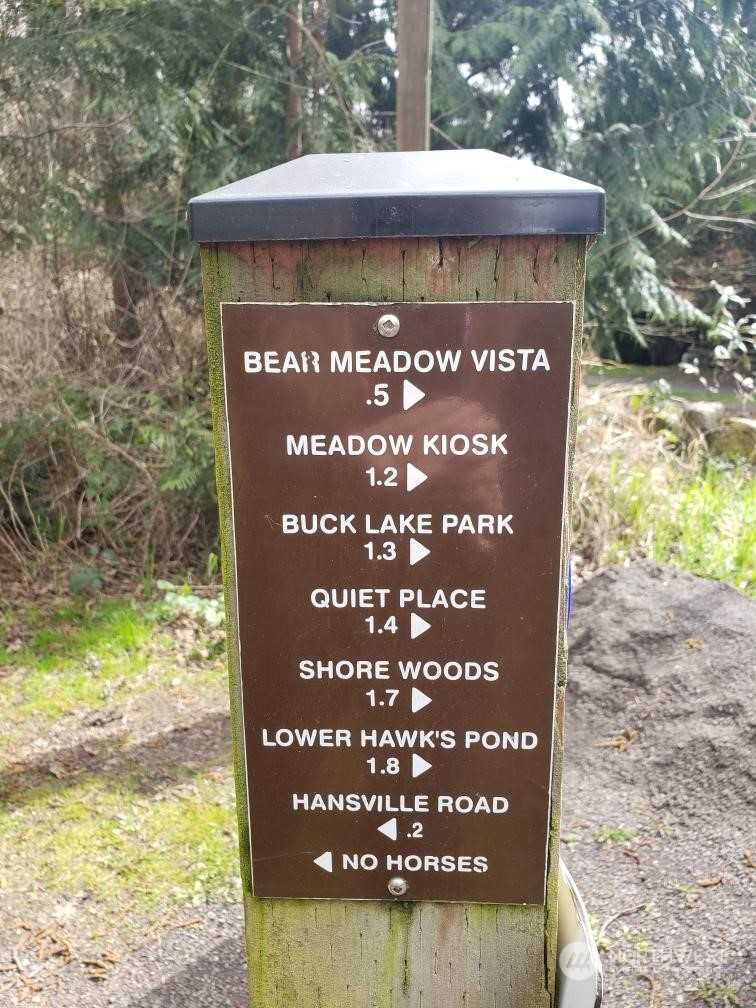 BEAR MEADOW VISTA
.5 ▶
MEADOW KIOSK
1.2 ▶
BUCK LAKE PARK
1.3 ▶
QUIET PLACE
1.4 ▶
SHORE WOODS
1.7 ▶
LOWER HAWK'S POND
1.8 ▶
HANSVILLE ROAD
◀ .2
◀ NO HORSES
NORTHWEST